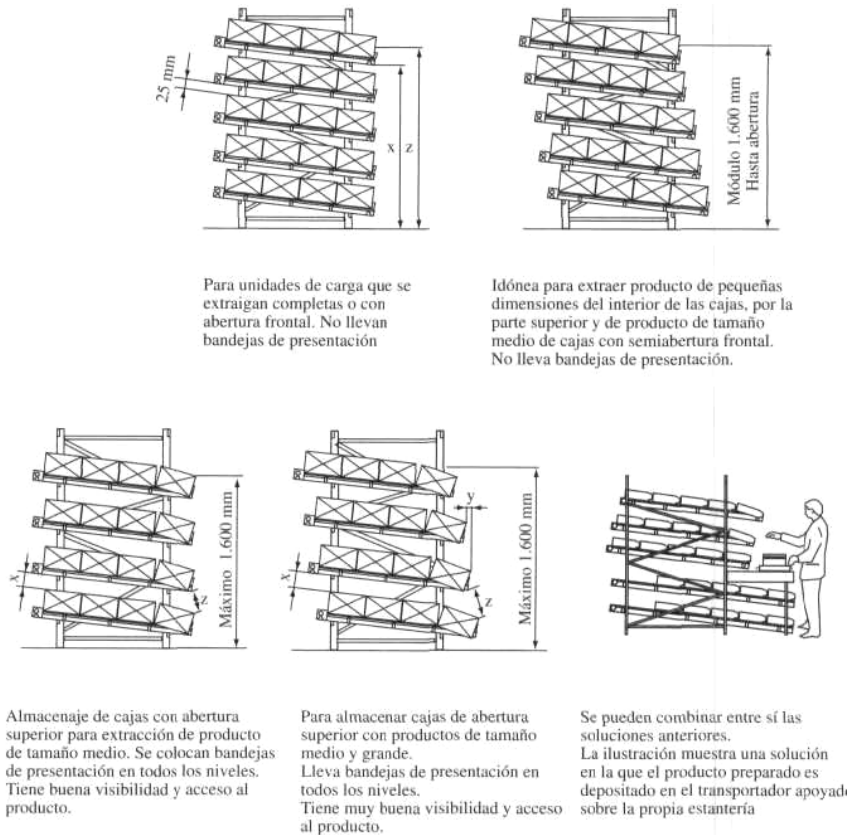 25 mm
x
z
Módulo 1.600 mm
Hasta abertura
Para unidades de carga que se
extraigan completas o con
abertura frontal. No llevan
bandejas de presentación
Idónea para extraer producto de pequeñas
dimensiones del interior de las cajas, por la
parte superior y de producto de tamaño
medio de cajas con semiabertura frontal.
No lleva bandejas de presentación.
x
z
Máximo 1.600 mm
x
y
z
Máximo 1.600 mm
Almacenaje de cajas con abertura
superior para extracción de producto
de tamaño medio. Se colocan bandejas
de presentación en todos los niveles.
Tiene buena visibilidad y acceso al
producto.
Para almacenar cajas de abertura
superior con productos de tamaño
medio y grande.
Lleva bandejas de presentación en
todos los niveles.
Tiene muy buena visibilidad y acceso
al producto.
Se pueden combinar entre sí las
soluciones anteriores.
La ilustración muestra una solución
en la que el producto preparado es
depositado en el transportador apoyado
sobre la propia estantería